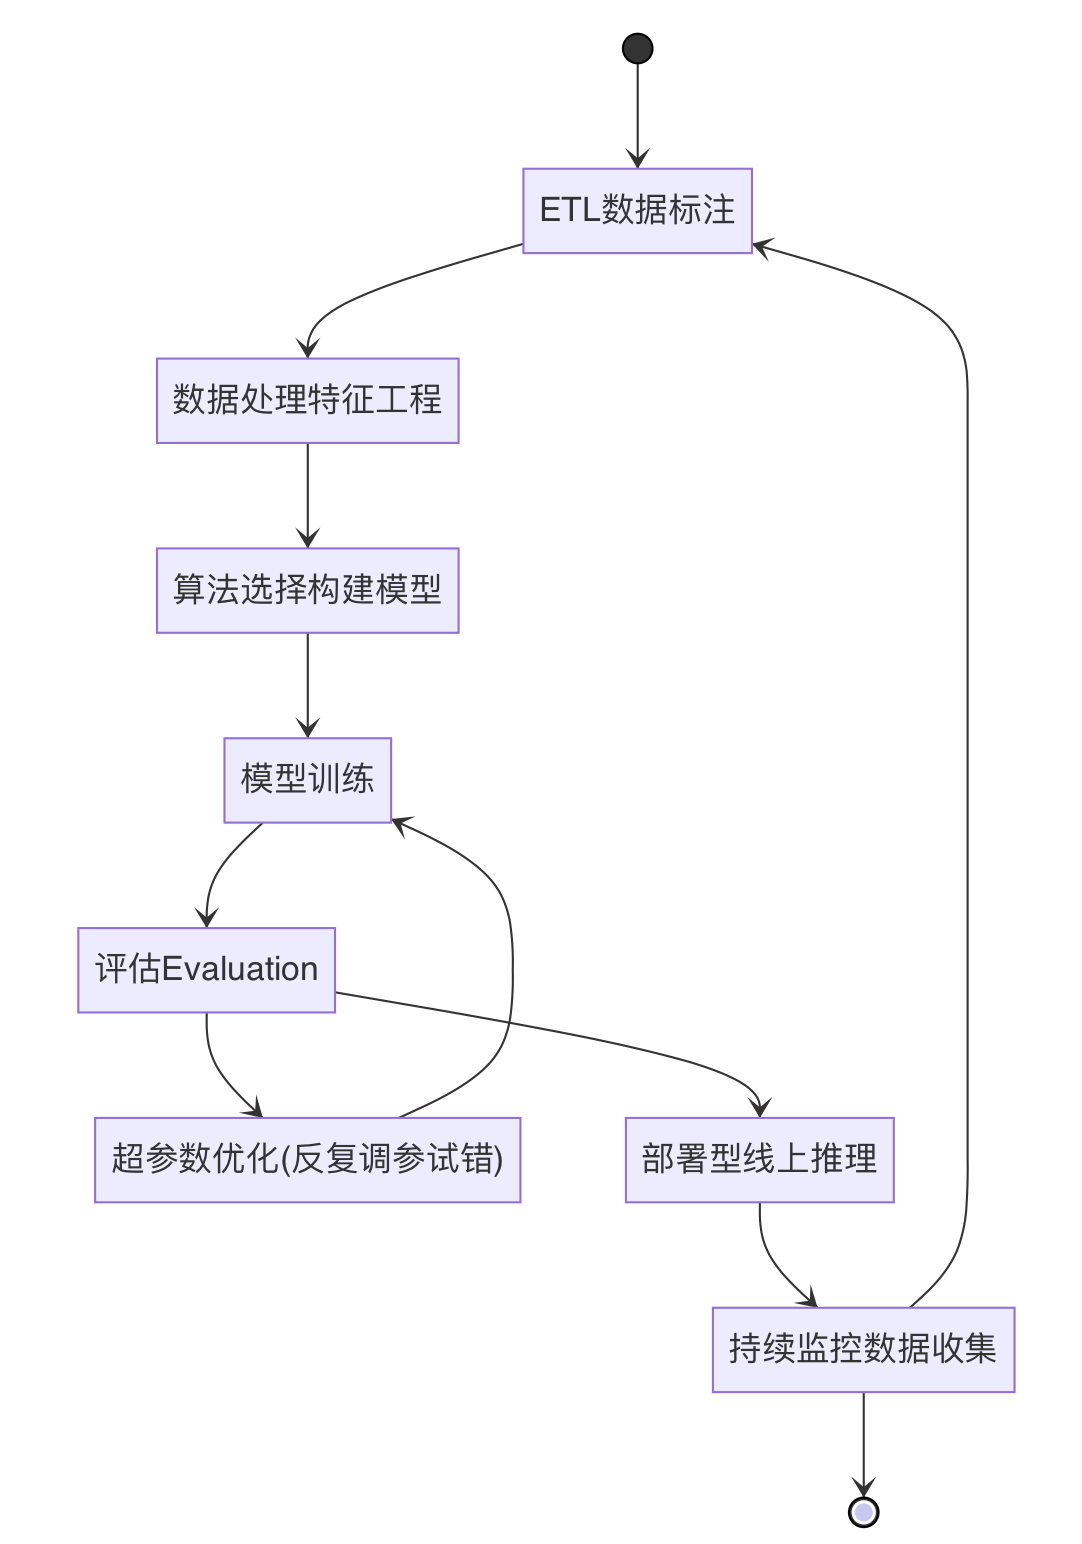 ETL数据标注
数据处理特征工程
算法选择构建模型
模型训练
评估Evaluation
超参数优化(反复调参试错)
部署型线上推理
持续监控数据收集